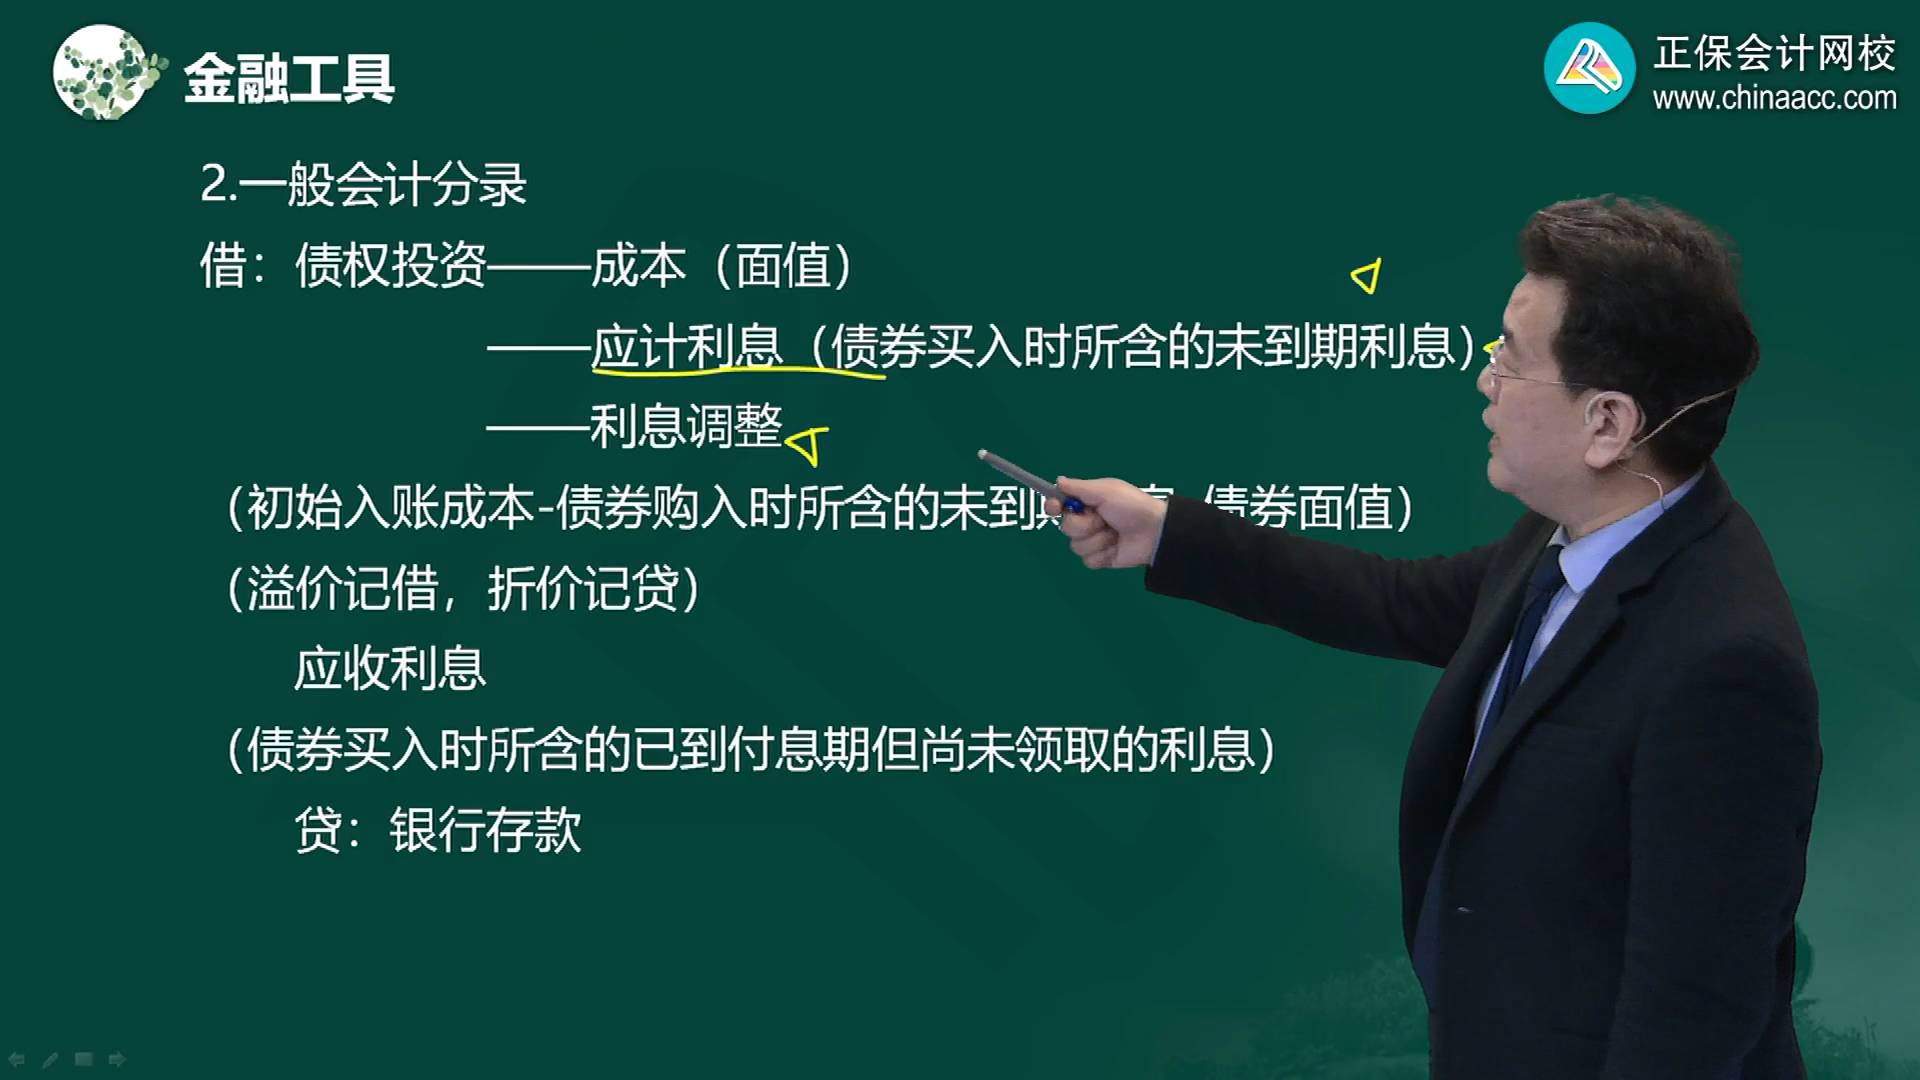 金融工具
正保会计网校
www.chinaacc.com
2.一般会计分录
借：债权投资——成本（面值）
——应计利息（债券买入时所含的未到期利息）
——利息调整
（初始入账成本-债券购入时所含的未到 债券面值）
（溢价记借，折价记贷）
应收利息
（债券买入时所含的已到付息期但尚未领取的利息）
贷：银行存款